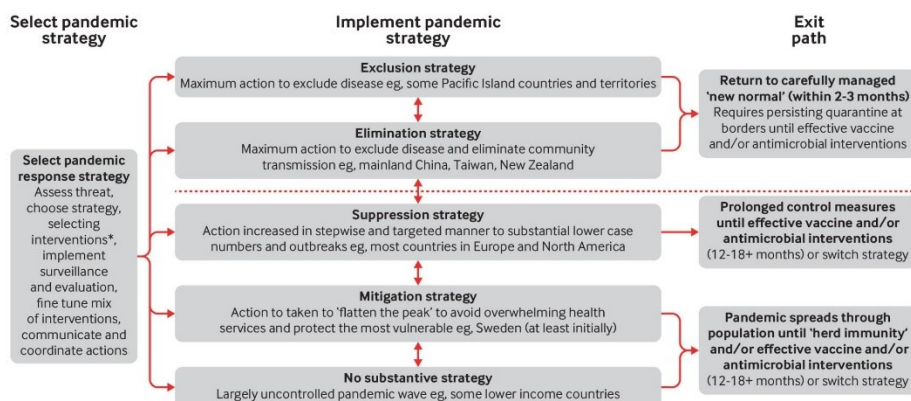 Select pandemic
strategy
Implement pandemic
strategy
Exit
path
Select pandemic
response strategy
Assess threat,
choose strategy,
selecting
interventions*,
implement
surveillance
and evaluation,
fine tune mix
of interventions,
communicate and
coordinate actions
Exclusion strategy
Maximum action to exclude disease eg, some Pacific Island countries and territories
Elimination strategy
Maximum action to exclude disease and eliminate community
transmission eg, mainland China, Taiwan, New Zealand
Suppression strategy
Action increased in stepwise and targeted manner to substantial lower case
numbers and outbreaks eg, most countries in Europe and North America
Mitigation strategy
Action to taken to ‘flatten the peak’ to avoid overwhelming health
services and protect the most vulnerable eg, Sweden (at least initially)
No substantive strategy
Largely uncontrolled pandemic wave eg, some lower income countries
Return to carefully managed
‘new normal’ (within 2-3 months)
Requires persisting quarantine at
borders until effective vaccine
and/or antimicrobial interventions
Prolonged control measures
until effective vaccine and/or
antimicrobial interventions
(12-18+ months) or switch strategy
Pandemic spreads through
population until ‘herd immunity’
and/or effective vaccine and/or
antimicrobial interventions
(12-18+ months) or switch strategy